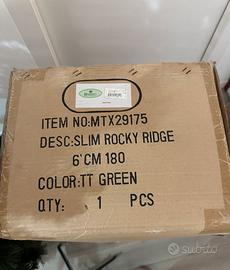 ITEM NO:MTX29175
DESC:SLIM ROCKY RIDGE
6'CM 180
COLOR:TT GREEN
QTY: 1 PCS
subito